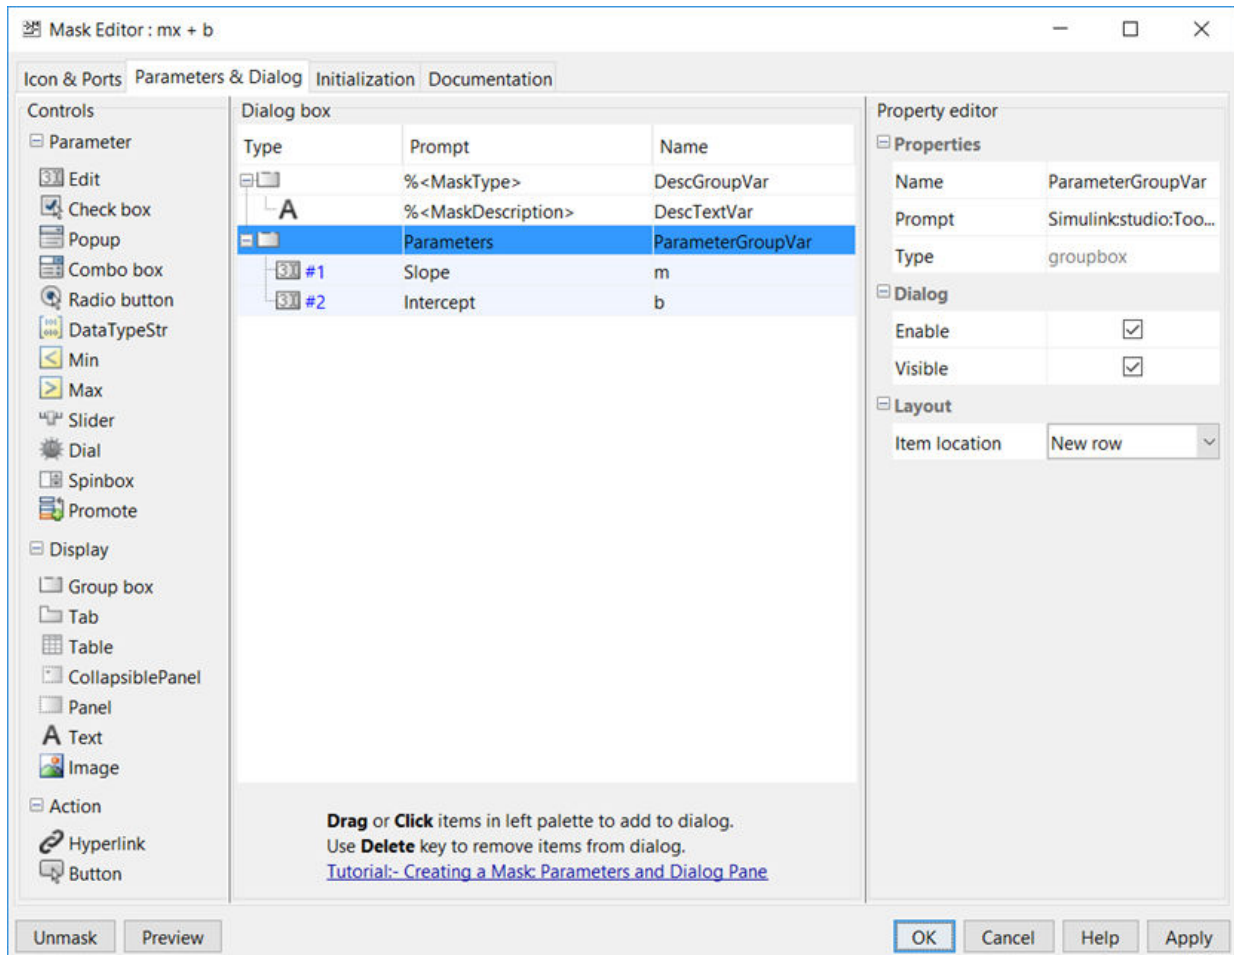 Mask Editor : mx + b
Icon & Ports Parameters & Dialog Initialization Documentation
Controls
Parameter
Edit
Check box
Popup
Combo box
Radio button
DataTypeStr
Min
Max
Slider
Dial
Spinbox
Promote
Display
Group box
Tab
Table
CollapsiblePanel
Panel
A Text
Image
Action
Hyperlink
Button
Dialog box
Type Prompt Name
%<MaskType> DescGroupVar
A %<MaskDescription> DescTextVar
Parameters ParameterGroupVar
#1 Slope m
#2 Intercept b
Drag or Click items in left palette to add to dialog.
Use Delete key to remove items from dialog.
Tutorial:- Creating a Mask: Parameters and Dialog Pane
Property editor
Properties
Name ParameterGroupVar
Prompt Simulink:studio:Too...
Type groupbox
Dialog
Enable
Visible
Layout
Item location New row
Unmask Preview OK Cancel Help Apply